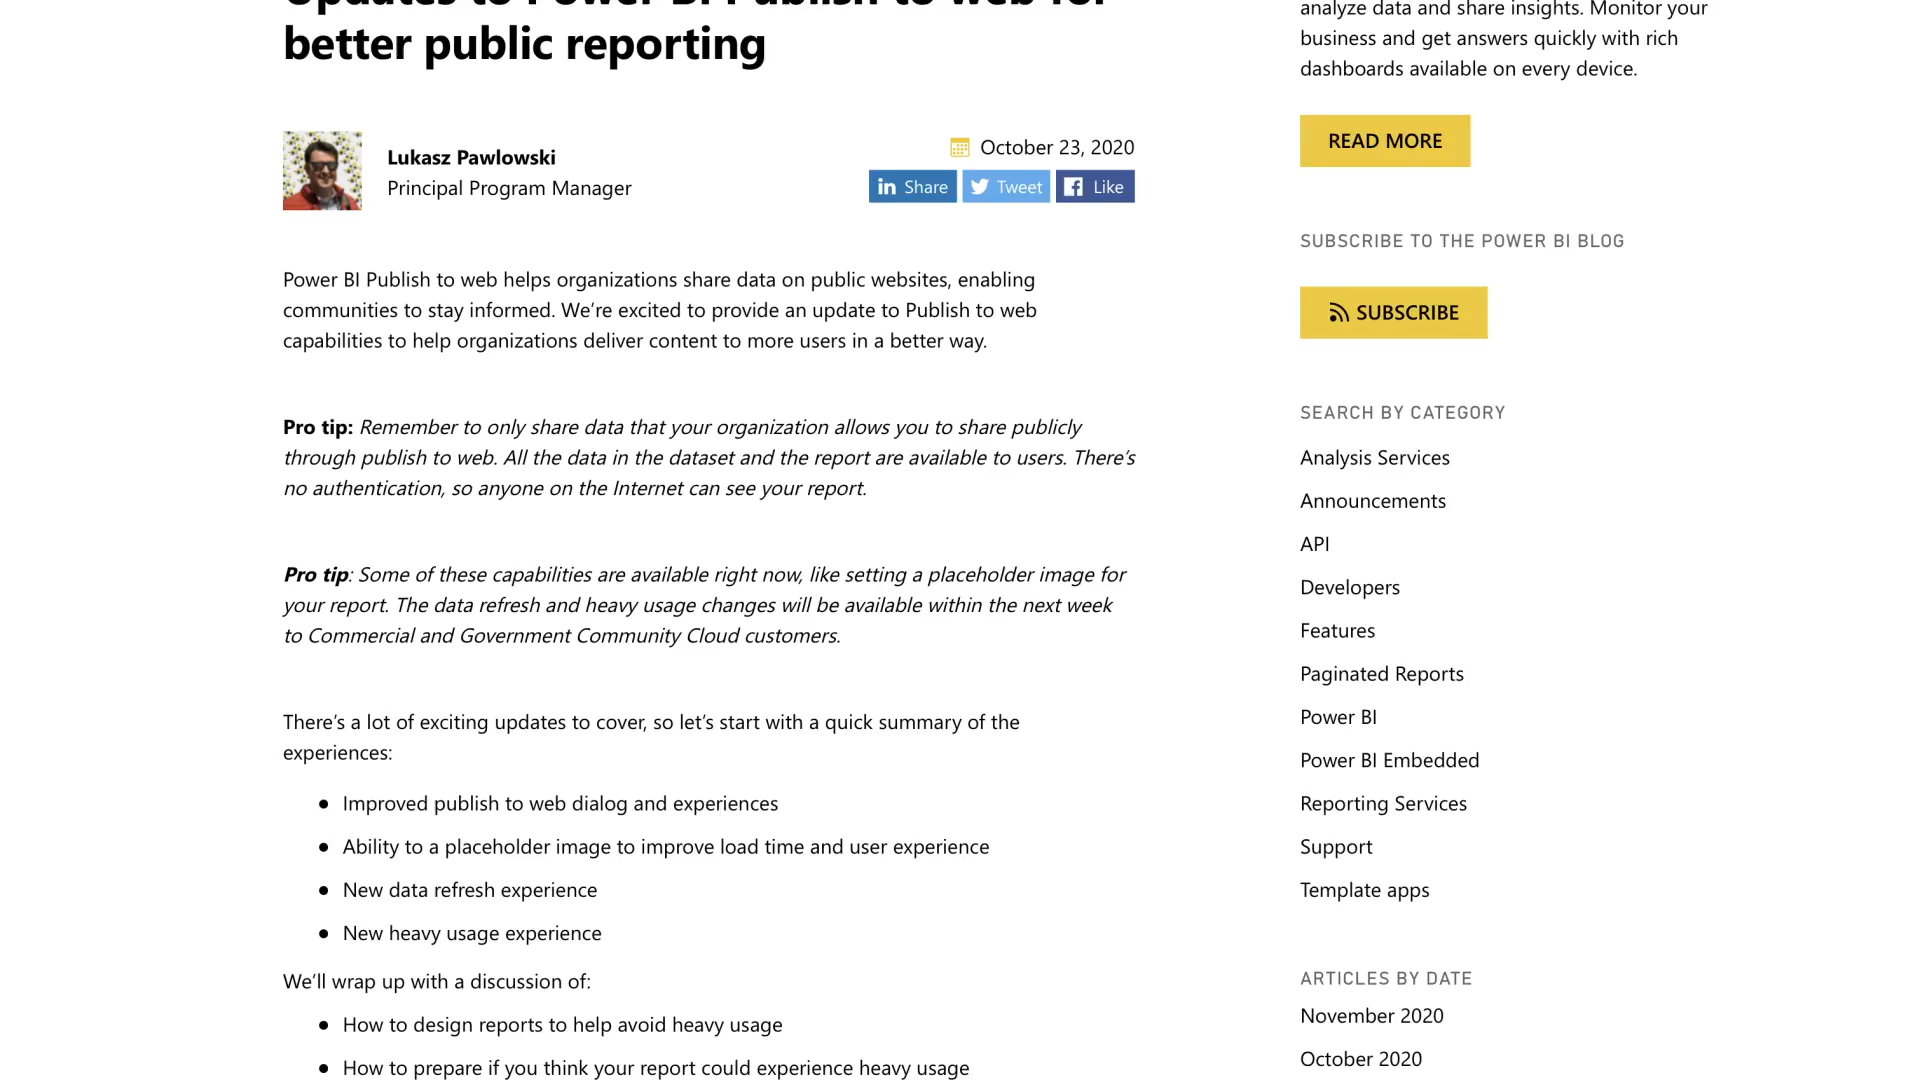 Updates to Power BI Publish to web for
better public reporting
Lukasz Pawlowski
Principal Program Manager
October 23, 2020
Share
Tweet
Like
Power BI Publish to web helps organizations share data on public websites, enabling
communities to stay informed. We’re excited to provide an update to Publish to web
capabilities to help organizations deliver content to more users in a better way.
Pro tip: Remember to only share data that your organization allows you to share publicly
through publish to web. All the data in the dataset and the report are available to users. There’s
no authentication, so anyone on the Internet can see your report.
Pro tip: Some of these capabilities are available right now, like setting a placeholder image for
your report. The data refresh and heavy usage changes will be available within the next week
to Commercial and Government Community Cloud customers.
There’s a lot of exciting updates to cover, so let’s start with a quick summary of the
experiences:
Improved publish to web dialog and experiences
Ability to a placeholder image to improve load time and user experience
New data refresh experience
New heavy usage experience
We’ll wrap up with a discussion of:
How to design reports to help avoid heavy usage
How to prepare if you think your report could experience heavy usage
analyze data and share insights. Monitor your
business and get answers quickly with rich
dashboards available on every device.
READ MORE
SUBSCRIBE TO THE POWER BI BLOG
SUBSCRIBE
SEARCH BY CATEGORY
Analysis Services
Announcements
API
Developers
Features
Paginated Reports
Power BI
Power BI Embedded
Reporting Services
Support
Template apps
ARTICLES BY DATE
November 2020
October 2020